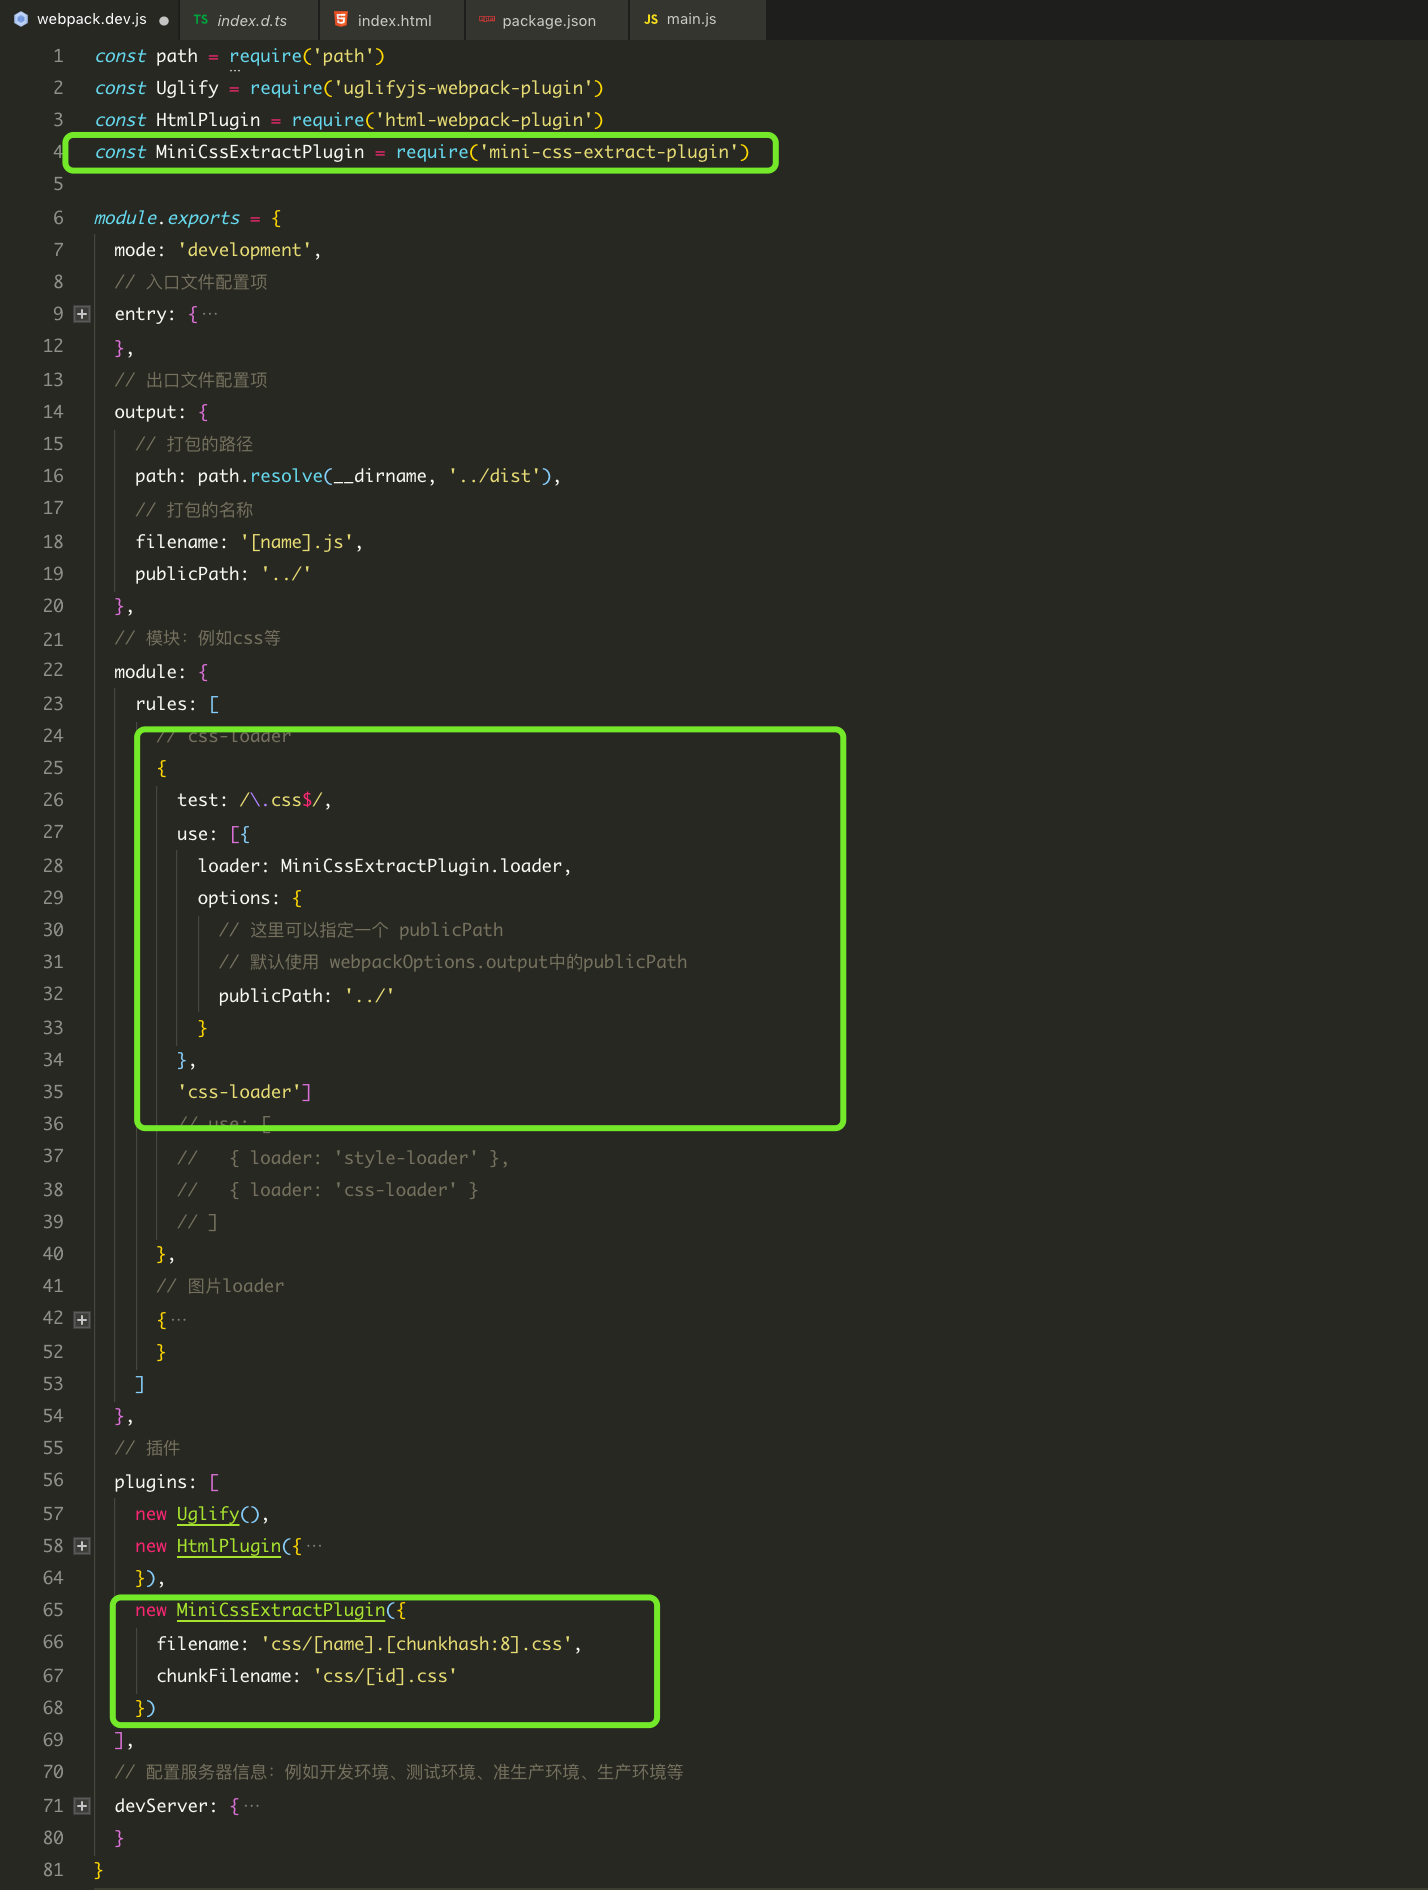 webpack.dev.js ● TS index.d.ts 5 index.html npm package.json JS main.js
1 const path = require('path')
2 const Uglify = require('uglifyjs-webpack-plugin')
3 const HtmlPlugin = require('html-webpack-plugin')
4 const MiniCssExtractPlugin = require('mini-css-extract-plugin')
5
6 module.exports = {
7 mode: 'development',
8 // 入口文件配置项
9 + entry: {···
12 },
13 // 出口文件配置项
14 output: {
15 // 打包的路径
16 path: path.resolve(__dirname, '../dist'),
17 // 打包的名称
18 filename: '[name].js',
19 publicPath: '../'
20 },
21 // 模块：例如css等
22 module: {
23 rules: [
24 // css-loader
25 {
26 test: /\.css$/,
27 use: [{
28 loader: MiniCssExtractPlugin.loader,
29 options: {
30 // 这里可以指定一个 publicPath
31 // 默认使用 webpackOptions.output中的publicPath
32 publicPath: '../'
33 }
34 },
35 'css-loader']
36 // use: [
37 // { loader: 'style-loader' },
38 // { loader: 'css-loader' }
39 // ]
40 },
41 // 图片loader
42 + {···
52 }
53 ]
54 },
55 // 插件
56 plugins: [
57 new Uglify(),
58 + new HtmlPlugin({···
64 }),
65 new MiniCssExtractPlugin({
66 filename: 'css/[name].[chunkhash:8].css',
67 chunkFilename: 'css/[id].css'
68 })
69 ],
70 // 配置服务器信息：例如开发环境、测试环境、准生产环境、生产环境等
71 + devServer: {···
80 }
81 }